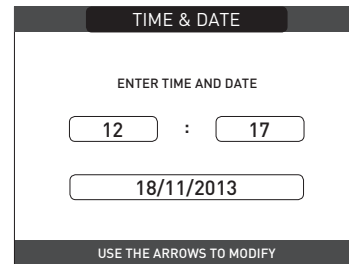 TIME & DATE
ENTER TIME AND DATE
12 : 17
18/11/2013
USE THE ARROWS TO MODIFY